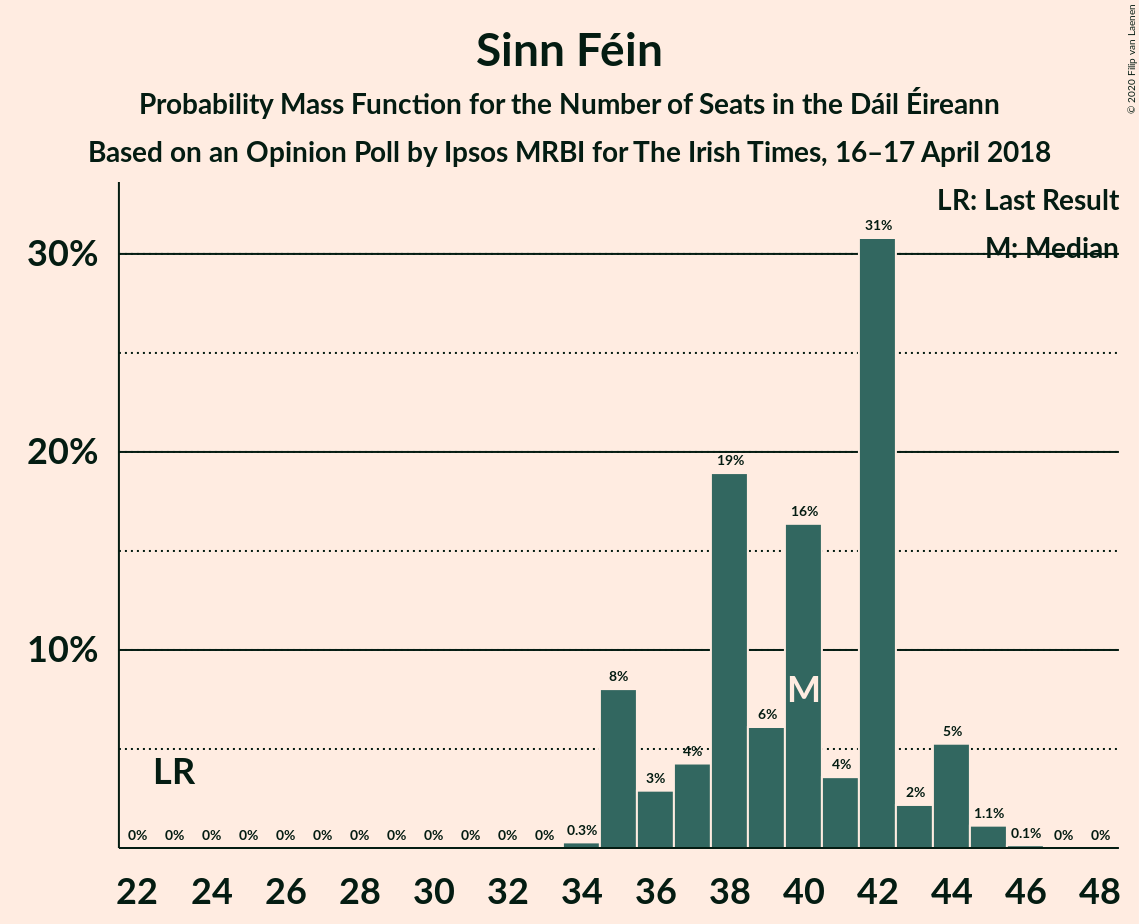 Sinn Féin
Probability Mass Function for the Number of Seats in the Dáil Éireann
Based on an Opinion Poll by Ipsos MRBI for The Irish Times, 16–17 April 2018
© 2020 Filip van Laenen
LR: Last Result
M: Median
30%
20%
10%
0% 0% 0% 0% 0% 0% 0% 0% 0% 0% 0% 0% 0.3% 8% 3% 4% 19% 6% 16% 4% 31% 2% 5% 1.1% 0.1% 0% 0%
LR
M
22 24 26 28 30 32 34 36 38 40 42 44 46 48